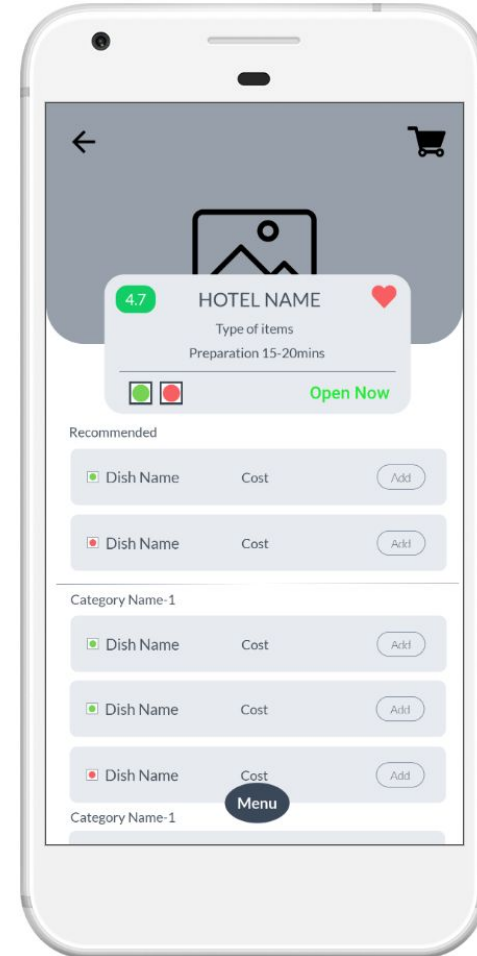 4.7 HOTEL NAME
Type of items
Preparation 15-20mins
Open Now
Recommended
Dish Name Cost Add
Dish Name Cost Add
Category Name-1
Dish Name Cost Add
Dish Name Cost Add
Dish Name Cost Add
Menu
Category Name-1